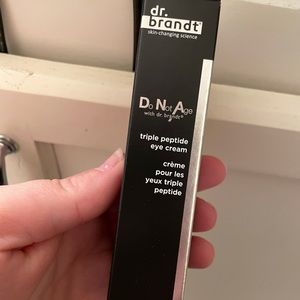 dr.
brandt®
skin-changing science
Do Not Age
with dr. brandt®
triple peptide
eye cream
crème
pour les
yeux triple
peptide